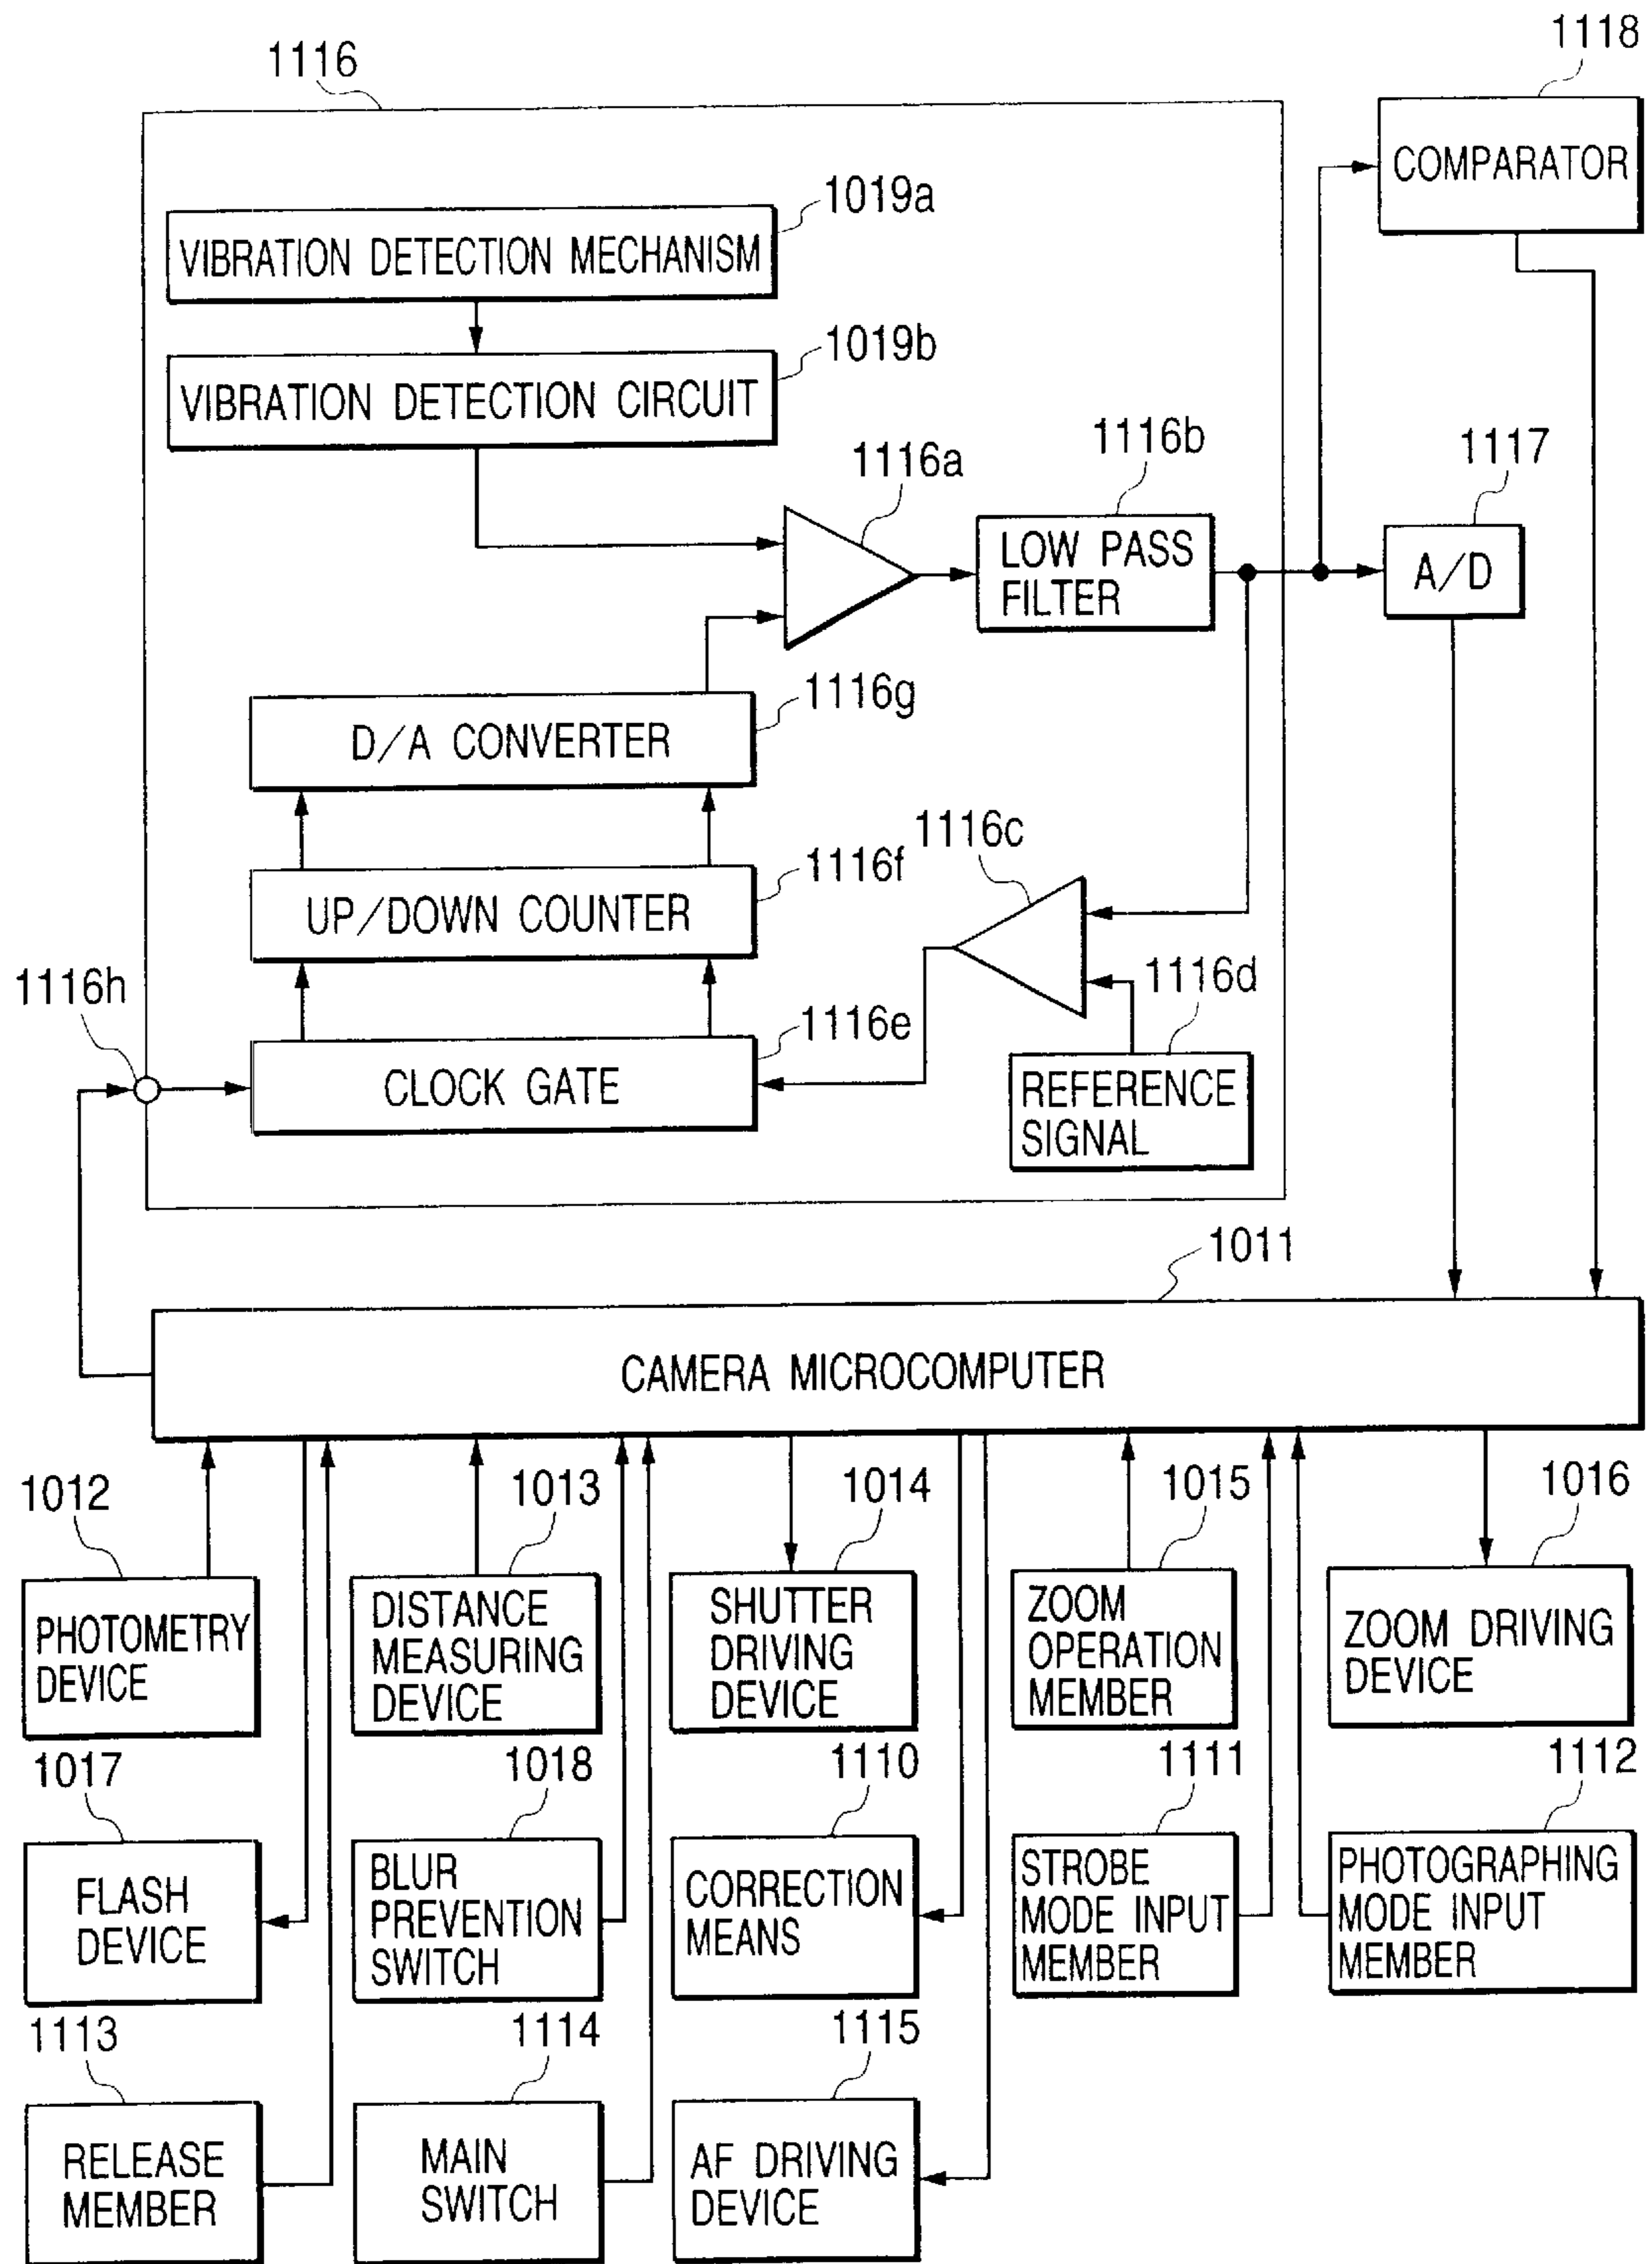 1118
1116
COMPARATOR
1019a
VIBRATION DETECTION MECHANISM
1019b
VIBRATION DETECTION CIRCUIT
1116a
1116b
1117
LOW PASS
FILTER
A/D
1116g
D/A CONVERTER
1116c
1116f
UP/DOWN COUNTER
1116h
1116d
1116e
CLOCK GATE
REFERENCE
SIGNAL
1011
CAMERA MICROCOMPUTER
1012
1013
1014
1015
1016
PHOTOMETRY
DEVICE
DISTANCE
MEASURING
DEVICE
SHUTTER
DRIVING
DEVICE
ZOOM
OPERATION
MEMBER
ZOOM DRIVING
DEVICE
1017
1018
1110
1111
1112
FLASH
DEVICE
BLUR
PREVENTION
SWITCH
CORRECTION
MEANS
STROBE
MODE INPUT
MEMBER
PHOTOGRAPHING
MODE INPUT
MEMBER
1113
1114
1115
RELEASE
MEMBER
MAIN
SWITCH
AF DRIVING
DEVICE